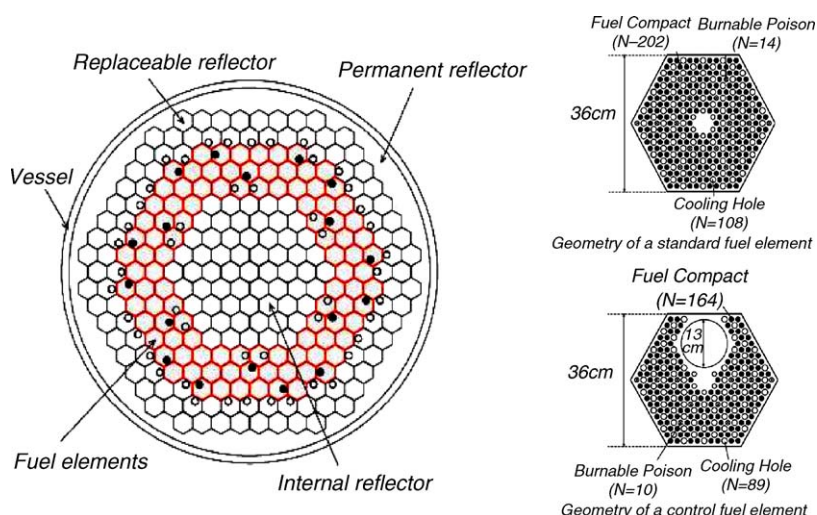 Replaceable reflector
Permanent reflector
Vessel
Fuel elements
Internal reflector
Fuel Compact
(N–202)
Burnable Poison
(N=14)
36cm
Cooling Hole
(N=108)
Geometry of a standard fuel element
Fuel Compact
(N=164)
13
cm
36cm
Burnable Poison
(N=10)
Cooling Hole
(N=89)
Geometry of a control fuel element